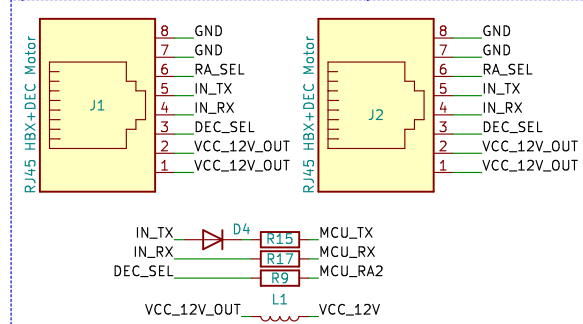 RJ45 HBX+DEC Motor
J1
8 GND
7 GND
6 RA_SEL
5 IN_TX
4 IN_RX
3 DEC_SEL
2 VCC_12V_OUT
1 VCC_12V_OUT
RJ45 HBX+DEC Motor
J2
8 GND
7 GND
6 RA_SEL
5 IN_TX
4 IN_RX
3 DEC_SEL
2 VCC_12V_OUT
1 VCC_12V_OUT
IN_TX D4 R15 MCU_TX
IN_RX R17 MCU_RX
DEC_SEL R9 MCU_RA2
L1
VCC_12V_OUT VCC_12V